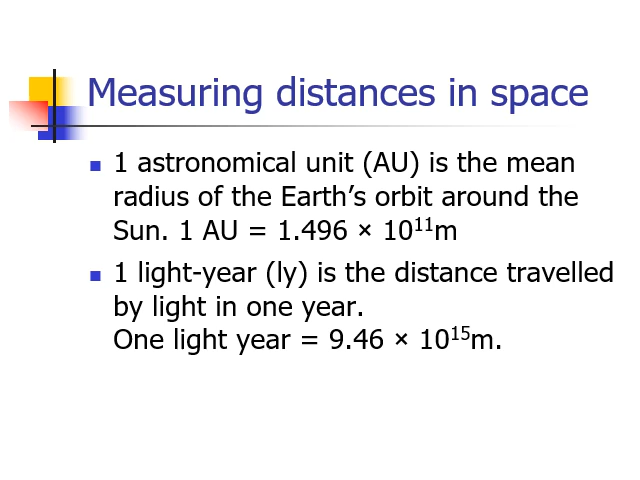 Measuring distances in space
1 astronomical unit (AU) is the mean
radius of the Earth’s orbit around the
Sun. 1 AU = 1.496 × 10¹¹m
1 light-year (ly) is the distance travelled
by light in one year.
One light year = 9.46 × 10¹⁵m.